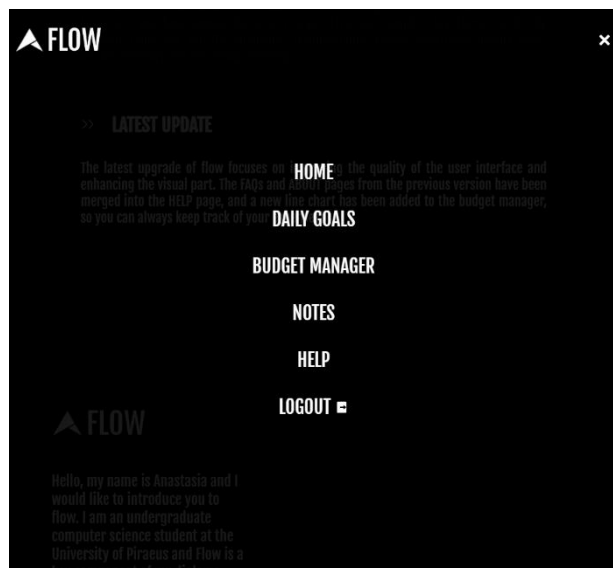 FLOW
×
>> LATEST UPDATE
The latest upgrade of flow focuses on the quality of the user interface and
enhancing the visual part. The FAQs and ABOUT pages from the previous version have been
merged into the HELP page, and a new line chart has been added to the budget manager,
so you can always keep track of your
HOME
DAILY GOALS
BUDGET MANAGER
NOTES
HELP
LOGOUT
FLOW
Hello, my name is Anastasia and I
would like to introduce you to
flow. I am an undergraduate
computer science student at the
University of Piraeus and Flow is a